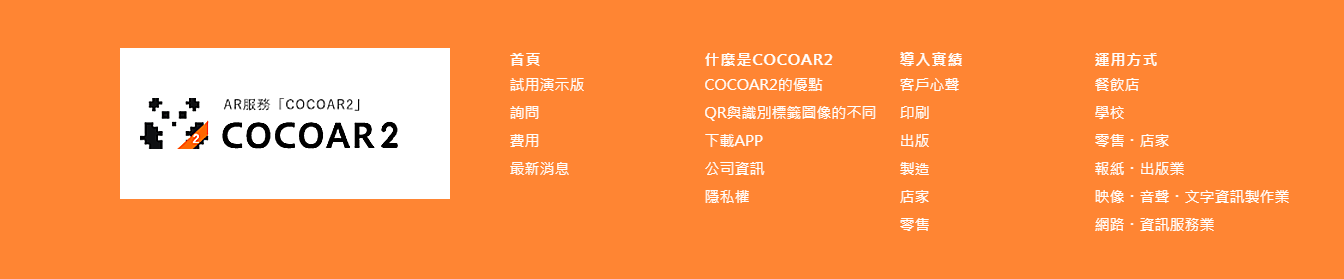 AR服務「COCOAR2」
COCOAR2
2
首頁
試用演示版
詢問
費用
最新消息
什麼是COCOAR2
COCOAR2的優點
QR與識別標籤圖像的不同
下載APP
公司資訊
隱私權
導入實績
客戶心聲
印刷
出版
製造
店家
零售
運用方式
餐飲店
學校
零售・店家
報紙・出版業
映像・音聲・文字資訊製作業
網路・資訊服務業